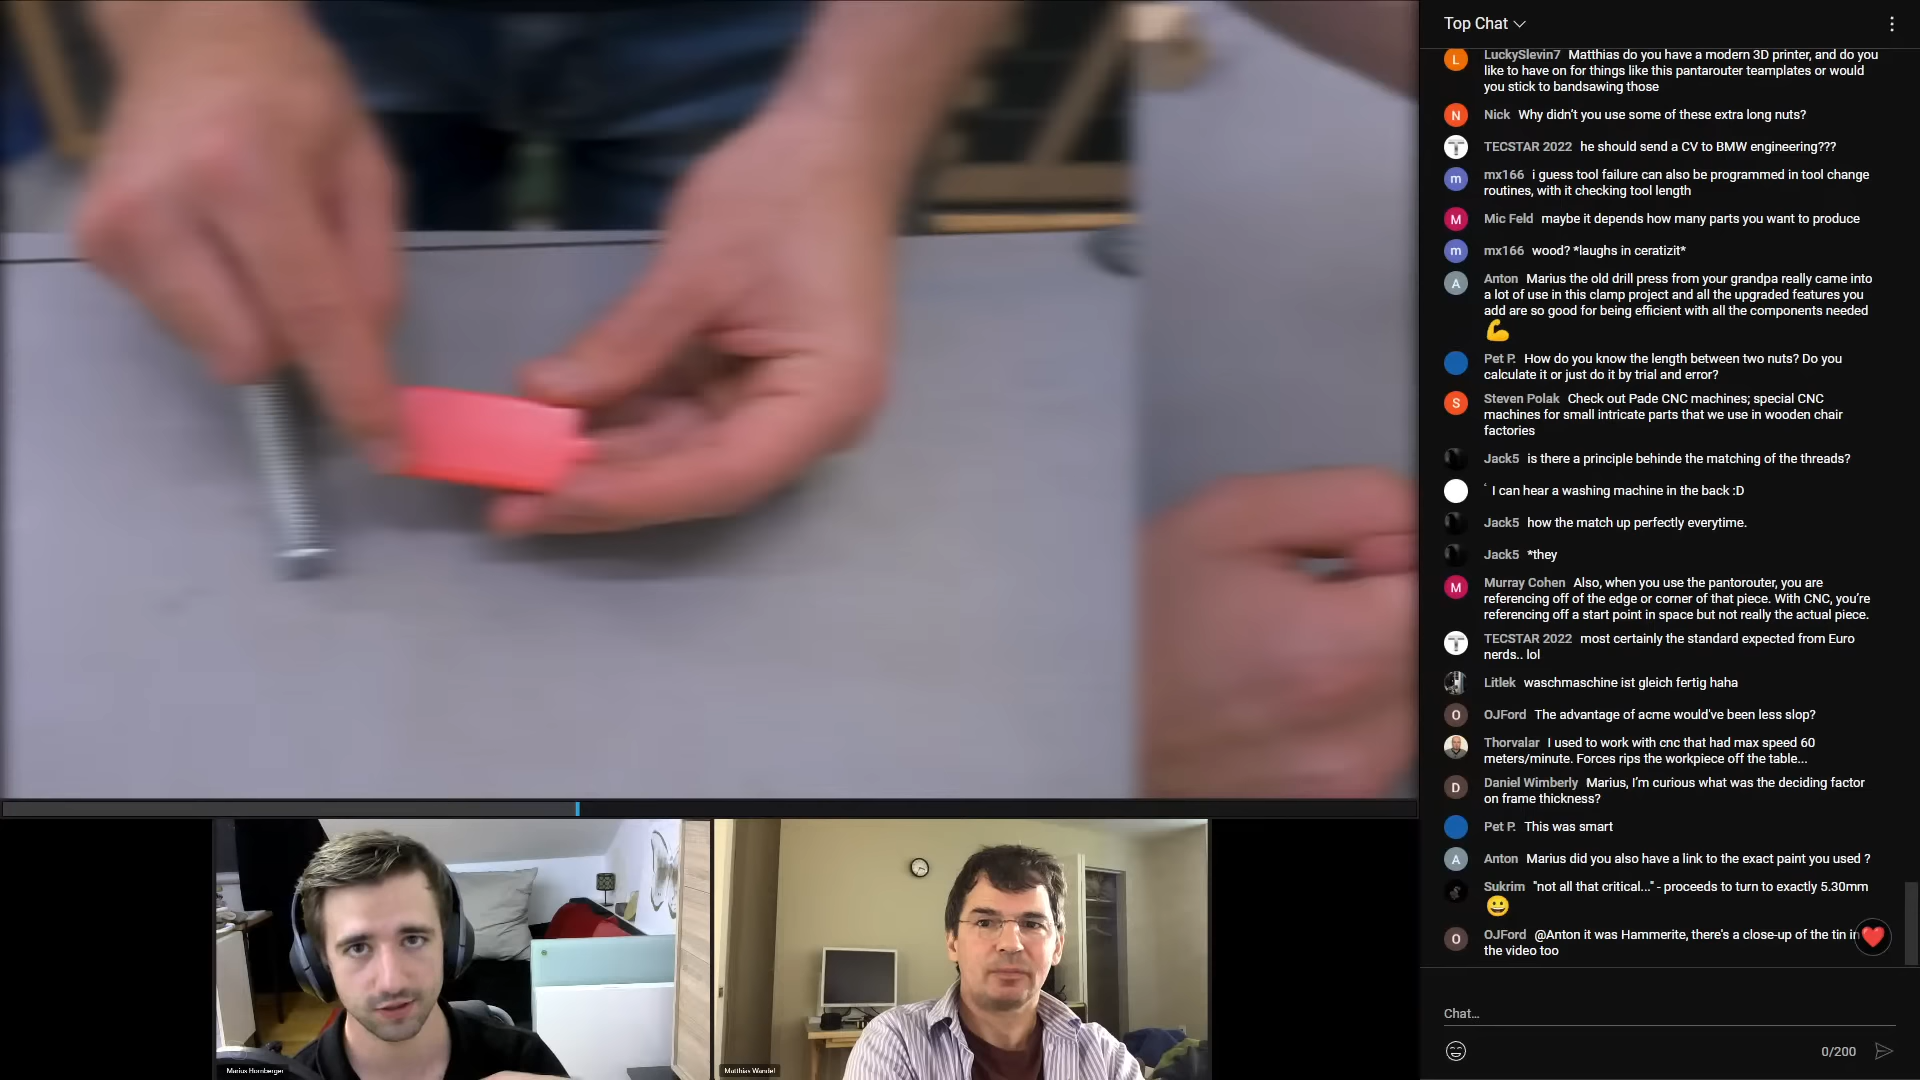 Top Chat
LuckySlevin7 Matthias do you have a modern 3D printer, and do you
like to have on for things like this pantarouter teamplates or would
you stick to bandsawing those
Nick Why didn't you use some of these extra long nuts?
TECSTAR 2022 he should send a CV to BMW engineering???
mx166 i guess tool failure can also be programmed in tool change
routines, with it checking tool length
Mic Feld maybe it depends how many parts you want to produce
mx166 wood? *laughs in ceratizit*
Anton Marius the old drill press from your grandpa really came into
a lot of use in this clamp project and all the upgraded features you
add are so good for being efficient with all the components needed
💪
Pet P. How do you know the length between two nuts? Do you
calculate it or just do it by trial and error?
Steven Polak Check out Pade CNC machines; special CNC
machines for small intricate parts that we use in wooden chair
factories
Jack5 is there a principle behinde the matching of the threads?
‘ I can hear a washing machine in the back :D
Jack5 how the match up perfectly everytime.
Jack5 *they
Murray Cohen Also, when you use the pantorouter, you are
referencing off of the edge or corner of that piece. With CNC, you're
referencing off a start point in space but not really the actual piece.
TECSTAR 2022 most certainly the standard expected from Euro
nerds.. lol
Litlek waschmaschine ist gleich fertig haha
OJFord The advantage of acme would've been less slop?
Thorvalar I used to work with cnc that had max speed 60
meters/minute. Forces rips the workpiece off the table...
Daniel Wimberly Marius, I'm curious what was the deciding factor
on frame thickness?
Pet P. This was smart
Anton Marius did you also have a link to the exact paint you used ?
Sukrim "not all that critical..." - proceeds to turn to exactly 5.30mm
😀
OJFord @Anton it was Hammerite, there's a close-up of the tin in
the video too
Chat...
0/200
Marius Hornberger
Matthias Wandel